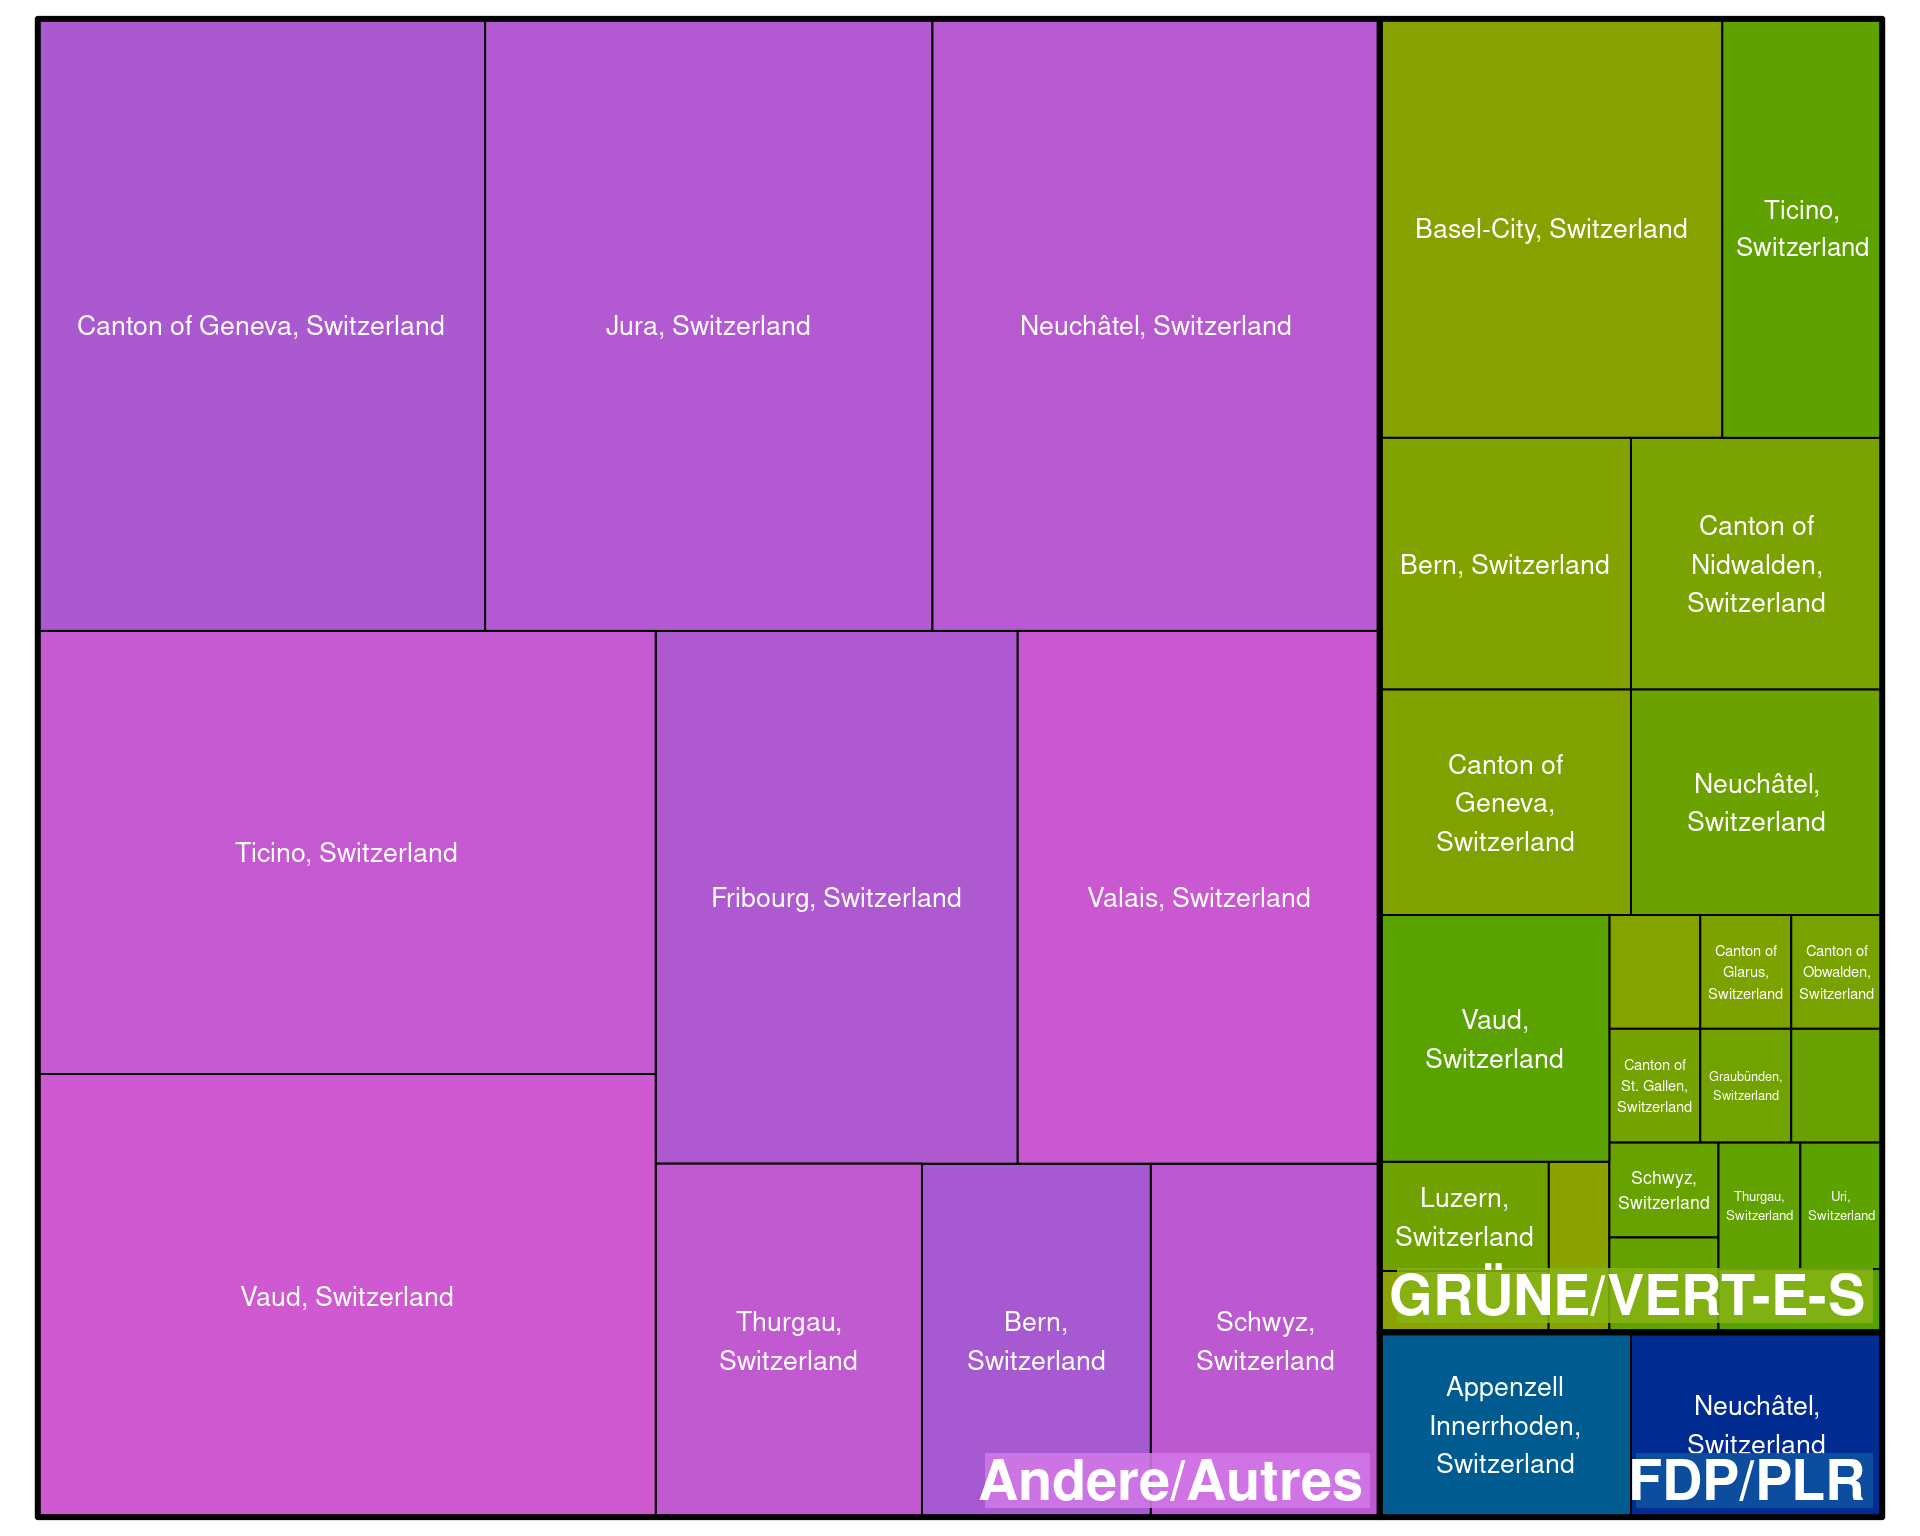 Canton of Geneva, Switzerland
Jura, Switzerland
Neuchâtel, Switzerland
Ticino, Switzerland
Fribourg, Switzerland
Valais, Switzerland
Vaud, Switzerland
Thurgau,
Switzerland
Bern,
Switzerland
Schwyz,
Switzerland
Andere/Autres
Basel-City, Switzerland
Ticino,
Switzerland
Bern, Switzerland
Canton of
Nidwalden,
Switzerland
Canton of
Geneva,
Switzerland
Neuchâtel,
Switzerland
Vaud,
Switzerland
Canton of
Glarus,
Switzerland
Canton of
Obwalden,
Switzerland
Canton of
St. Gallen,
Switzerland
Graubünden,
Switzerland
Luzern,
Switzerland
Schwyz,
Switzerland
Thurgau,
Switzerland
Uri,
Switzerland
GRÜNE/VERT-E-S
Appenzell
Innerrhoden,
Switzerland
Neuchâtel,
Switzerland
FDP/PLR